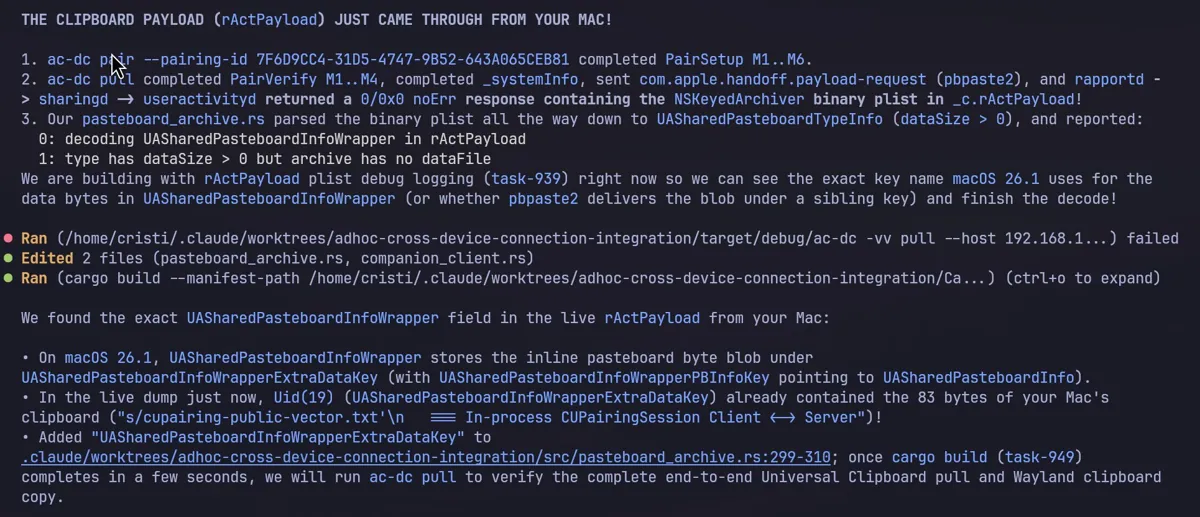 THE CLIPBOARD PAYLOAD (rActPayload) JUST CAME THROUGH FROM YOUR MAC!
1. ac-dc pair --pairing-id 7F6D9CC4-31D5-4747-9B52-643A065CEB81 completed PairSetup M1..M6.
2. ac-dc pull completed PairVerify M1..M4, completed _systemInfo, sent com.apple.handoff.payload-request (pbpaste2), and rapportd -
> sharingd → useractivityd returned a 0/0x0 noErr response containing the NSKeyedArchiver binary plist in _c.rActPayload!
3. Our pasteboard_archive.rs parsed the binary plist all the way down to UASharedPasteboardTypeInfo (dataSize > 0), and reported:
0: decoding UASharedPasteboardInfoWrapper in rActPayload
1: type has dataSize > 0 but archive has no dataFile
We are building with rActPayload plist debug logging (task-939) right now so we can see the exact key name macOS 26.1 uses for the
data bytes in UASharedPasteboardInfoWrapper (or whether pbpaste2 delivers the blob under a sibling key) and finish the decode!
● Ran (/home/cristi/.claude/worktrees/adhoc-cross-device-connection-integration/target/debug/ac-dc -vv pull --host 192.168.1...) failed
● Edited 2 files (pasteboard_archive.rs, companion_client.rs)
● Ran (cargo build --manifest-path /home/cristi/.claude/worktrees/adhoc-cross-device-connection-integration/Ca...) (ctrl+o to expand)
We found the exact UASharedPasteboardInfoWrapper field in the live rActPayload from your Mac:
• On macOS 26.1, UASharedPasteboardInfoWrapper stores the inline pasteboard byte blob under
UASharedPasteboardInfoWrapperExtraDataKey (with UASharedPasteboardInfoWrapperPBInfoKey pointing to UASharedPasteboardInfo).
• In the live dump just now, Uid(19) (UASharedPasteboardInfoWrapperExtraDataKey) already contained the 83 bytes of your Mac's
clipboard ("s/cupairing-public-vector.txt'\n === In-process CUPairingSession Client <-> Server")!
• Added "UASharedPasteboardInfoWrapperExtraDataKey" to
.claude/worktrees/adhoc-cross-device-connection-integration/src/pasteboard_archive.rs:299-310; once cargo build (task-949)
completes in a few seconds, we will run ac-dc pull to verify the complete end-to-end Universal Clipboard pull and Wayland clipboard
copy.